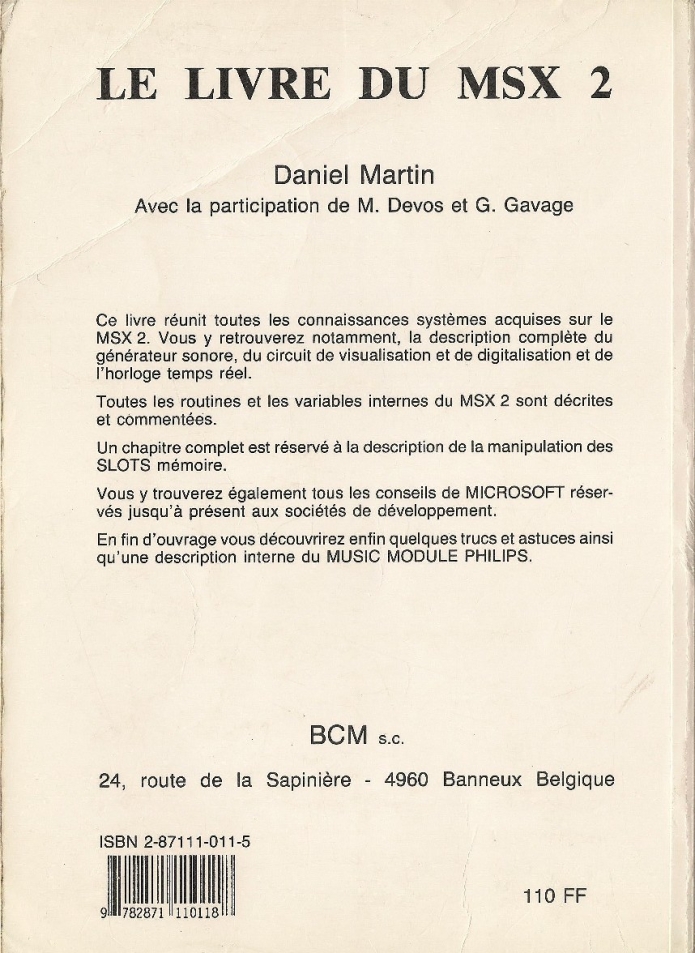 LE LIVRE DU MSX 2
Daniel Martin
Avec la participation de M. Devos et G. Gavage
Ce livre réunit toutes les connaissances systèmes acquises sur le
MSX 2. Vous y retrouverez notamment, la description complète du
générateur sonore, du circuit de visualisation et de digitalisation et de
l'horloge temps réel.
Toutes les routines et les variables internes du MSX 2 sont décrites
et commentées.
Un chapitre complet est réservé à la description de la manipulation des
SLOTS mémoire.
Vous y trouverez également tous les conseils de MICROSOFT réser-
vés jusqu'à présent aux sociétés de développement.
En fin d'ouvrage vous découvrirez enfin quelques trucs et astuces ainsi
qu'une description interne du MUSIC MODULE PHILIPS.
BCM s.c.
24, route de la Sapinière - 4960 Banneux Belgique
ISBN 2-87111-011-5
9 782871 110118
110 FF